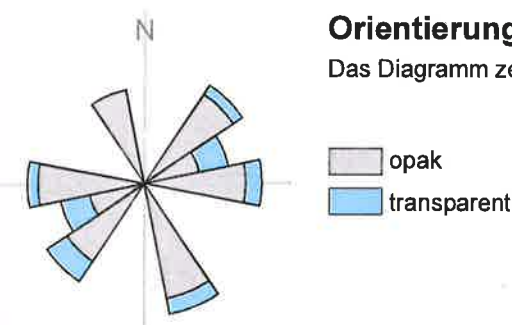 N
Orientierung
Das Diagramm ze
opak
transparent